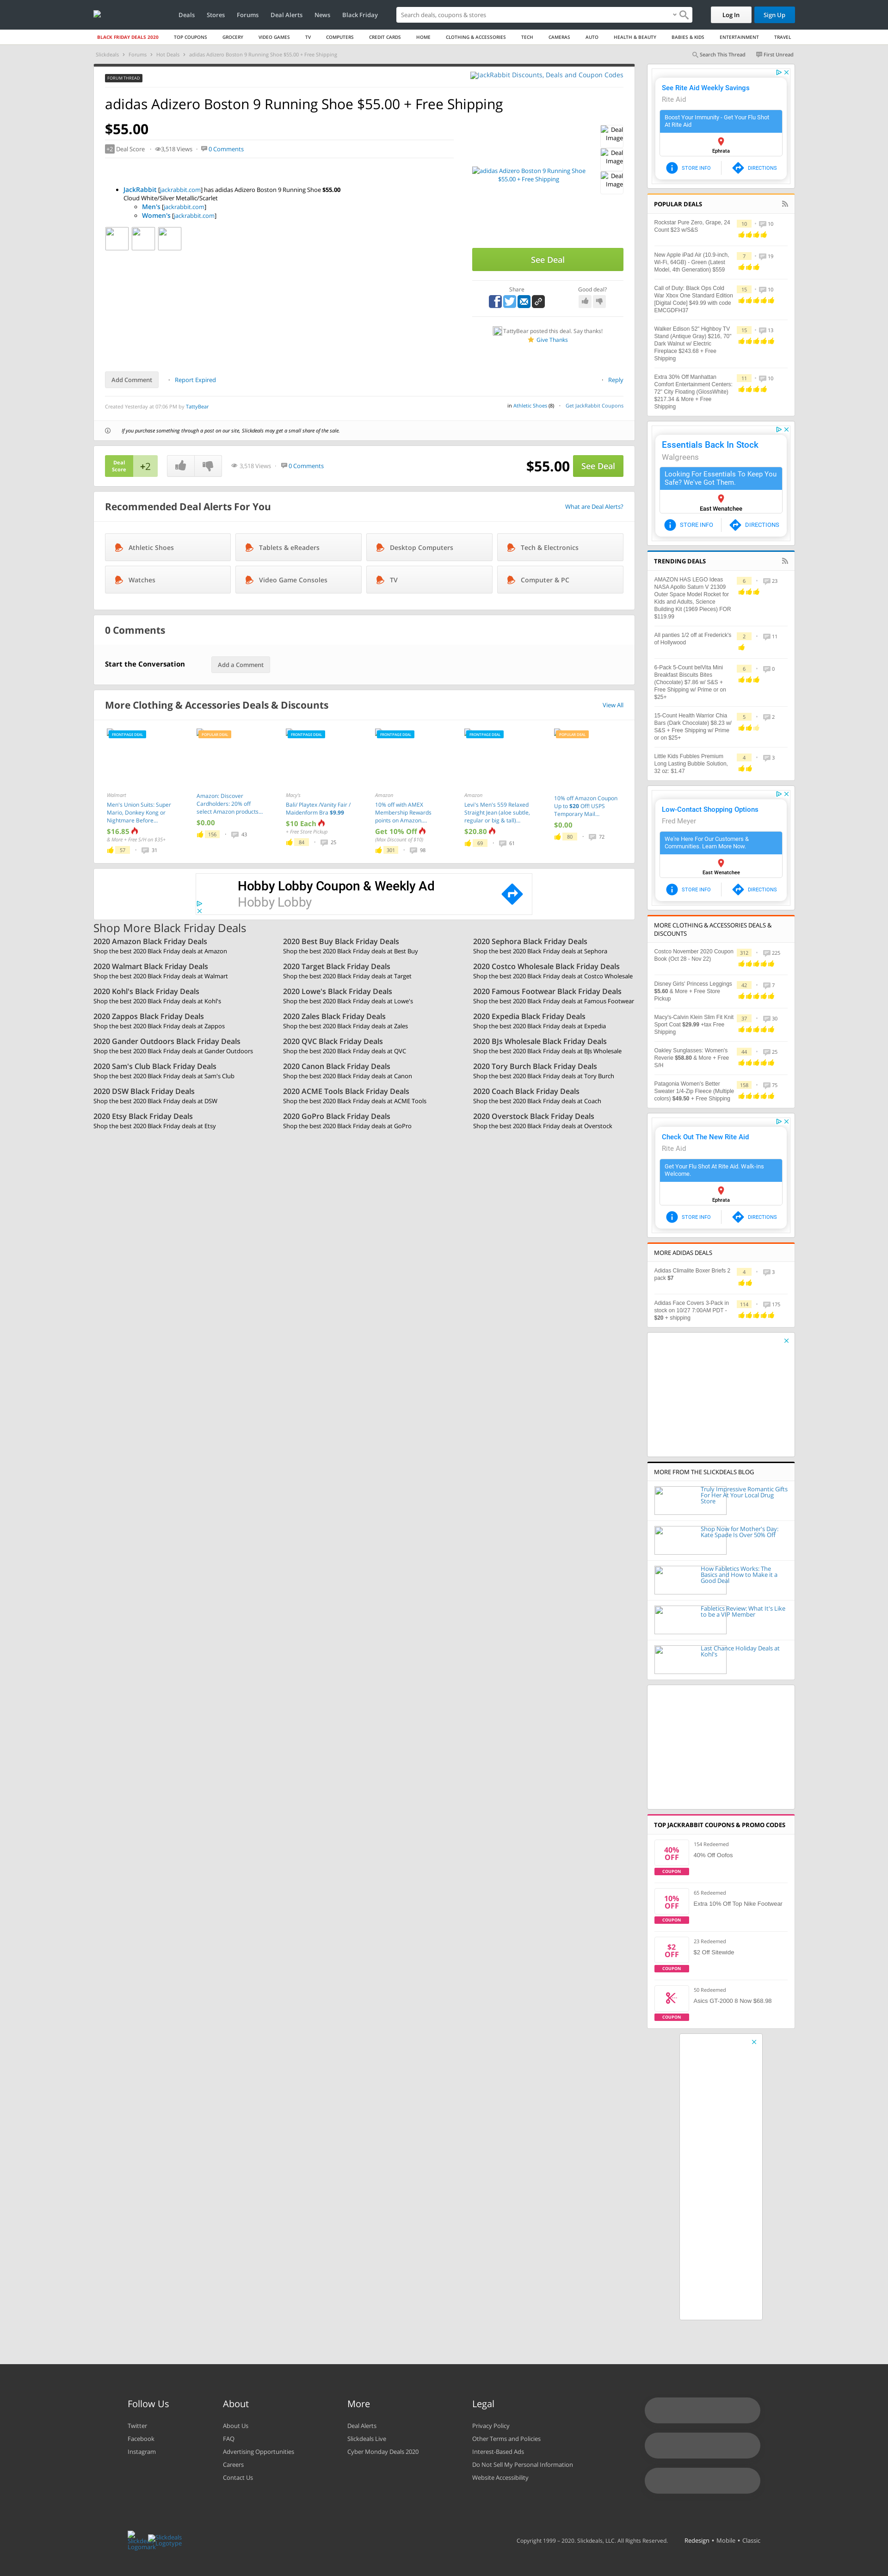 Deals
Stores
Forums
Deal Alerts
News
Black Friday
Search deals, coupons & stores
Log In
Sign Up
BLACK FRIDAY DEALS 2020
TOP COUPONS
GROCERY
VIDEO GAMES
TV
COMPUTERS
CREDIT CARDS
HOME
CLOTHING & ACCESSORIES
TECH
CAMERAS
AUTO
HEALTH & BEAUTY
BABIES & KIDS
ENTERTAINMENT
TRAVEL
Slickdeals > Forums > Hot Deals > adidas Adizero Boston 9 Running Shoe $55.00 + Free Shipping
Search This Thread
First Unread
FORUM THREAD
JackRabbit Discounts, Deals and Coupon Codes
adidas Adizero Boston 9 Running Shoe $55.00 + Free Shipping
$55.00
+2 Deal Score
3,518 Views
0 Comments
JackRabbit [jackrabbit.com] has adidas Adizero Boston 9 Running Shoe $55.00
Cloud White/Silver Metallic/Scarlet
Men's [jackrabbit.com]
Women's [jackrabbit.com]
adidas Adizero Boston 9 Running Shoe
$55.00 + Free Shipping
Deal
Image
Deal
Image
Deal
Image
See Deal
Share
Good deal?
TattyBear posted this deal. Say thanks!
Give Thanks
Add Comment
Report Expired
Reply
Created Yesterday at 07:06 PM by TattyBear
in Athletic Shoes (6)
Get JackRabbit Coupons
If you purchase something through a post on our site, Slickdeals may get a small share of the sale.
Deal
Score
+2
3,518 Views
0 Comments
$55.00
See Deal
Recommended Deal Alerts For You
What are Deal Alerts?
Athletic Shoes
Tablets & eReaders
Desktop Computers
Tech & Electronics
Watches
Video Game Consoles
TV
Computer & PC
0 Comments
Start the Conversation
Add a Comment
More Clothing & Accessories Deals & Discounts
View All
FRONTPAGE DEAL
Walmart
Men's Union Suits: Super
Mario, Donkey Kong or
Nightmare Before...
$16.85
& More + Free S/H on $35+
57
31
POPULAR DEAL
Amazon: Discover
Cardholders: 20% off
select Amazon products...
$0.00
156
43
FRONTPAGE DEAL
Macy's
Bali/ Playtex /Vanity Fair /
Maidenform Bra $9.99
$10 Each
+ Free Store Pickup
84
25
FRONTPAGE DEAL
Amazon
10% off with AMEX
Membership Rewards
points on Amazon,...
Get 10% Off
(Max Discount of $10)
301
98
FRONTPAGE DEAL
Amazon
Levi's Men's 559 Relaxed
Straight Jean (aloe subtle,
regular or big & tall)...
$20.80
69
61
POPULAR DEAL
10% off Amazon Coupon
Up to $20 Off! USPS
Temporary Mail...
$0.00
80
72
Hobby Lobby Coupon & Weekly Ad
Hobby Lobby
Shop More Black Friday Deals
2020 Amazon Black Friday Deals
Shop the best 2020 Black Friday deals at Amazon
2020 Best Buy Black Friday Deals
Shop the best 2020 Black Friday deals at Best Buy
2020 Sephora Black Friday Deals
Shop the best 2020 Black Friday deals at Sephora
2020 Walmart Black Friday Deals
Shop the best 2020 Black Friday deals at Walmart
2020 Target Black Friday Deals
Shop the best 2020 Black Friday deals at Target
2020 Costco Wholesale Black Friday Deals
Shop the best 2020 Black Friday deals at Costco Wholesale
2020 Kohl's Black Friday Deals
Shop the best 2020 Black Friday deals at Kohl's
2020 Lowe's Black Friday Deals
Shop the best 2020 Black Friday deals at Lowe's
2020 Famous Footwear Black Friday Deals
Shop the best 2020 Black Friday deals at Famous Footwear
2020 Zappos Black Friday Deals
Shop the best 2020 Black Friday deals at Zappos
2020 Zales Black Friday Deals
Shop the best 2020 Black Friday deals at Zales
2020 Expedia Black Friday Deals
Shop the best 2020 Black Friday deals at Expedia
2020 Gander Outdoors Black Friday Deals
Shop the best 2020 Black Friday deals at Gander Outdoors
2020 QVC Black Friday Deals
Shop the best 2020 Black Friday deals at QVC
2020 BJs Wholesale Black Friday Deals
Shop the best 2020 Black Friday deals at BJs Wholesale
2020 Sam's Club Black Friday Deals
Shop the best 2020 Black Friday deals at Sam's Club
2020 Canon Black Friday Deals
Shop the best 2020 Black Friday deals at Canon
2020 Tory Burch Black Friday Deals
Shop the best 2020 Black Friday deals at Tory Burch
2020 DSW Black Friday Deals
Shop the best 2020 Black Friday deals at DSW
2020 ACME Tools Black Friday Deals
Shop the best 2020 Black Friday deals at ACME Tools
2020 Coach Black Friday Deals
Shop the best 2020 Black Friday deals at Coach
2020 Etsy Black Friday Deals
Shop the best 2020 Black Friday deals at Etsy
2020 GoPro Black Friday Deals
Shop the best 2020 Black Friday deals at GoPro
2020 Overstock Black Friday Deals
Shop the best 2020 Black Friday deals at Overstock
See Rite Aid Weekly Savings
Rite Aid
Boost Your Immunity - Get Your Flu Shot
At Rite Aid
Ephrata
STORE INFO
DIRECTIONS
POPULAR DEALS
Rockstar Pure Zero, Grape, 24
Count $23 w/S&S
10
10
New Apple iPad Air (10.9-inch,
Wi-Fi, 64GB) - Green (Latest
Model, 4th Generation) $559
7
19
Call of Duty: Black Ops Cold
War Xbox One Standard Edition
[Digital Code] $49.99 with code
EMCGDFH37
15
10
Walker Edison 52" Highboy TV
Stand (Antique Gray) $216, 70"
Dark Walnut w/ Electric
Fireplace $243.68 + Free
Shipping
15
13
Extra 30% Off Manhattan
Comfort Entertainment Centers:
72" City Floating (GlossWhite)
$217.34 & More + Free
Shipping
11
10
Essentials Back In Stock
Walgreens
Looking For Essentials To Keep You
Safe? We've Got Them.
East Wenatchee
STORE INFO
DIRECTIONS
TRENDING DEALS
AMAZON HAS LEGO Ideas
NASA Apollo Saturn V 21309
Outer Space Model Rocket for
Kids and Adults, Science
Building Kit (1969 Pieces) FOR
$119.99
6
23
All panties 1/2 off at Frederick's
of Hollywood
2
11
6-Pack 5-Count belVita Mini
Breakfast Biscuits Bites
(Chocolate) $7.86 w/ S&S +
Free Shipping w/ Prime or on
$25+
6
0
15-Count Health Warrior Chia
Bars (Dark Chocolate) $8.23 w/
S&S + Free Shipping w/ Prime
or on $25+
5
2
Little Kids Fubbles Premium
Long Lasting Bubble Solution,
32 oz: $1.47
4
3
Low-Contact Shopping Options
Fred Meyer
We're Here For Our Customers &
Communities. Learn More Now.
East Wenatchee
STORE INFO
DIRECTIONS
MORE CLOTHING & ACCESSORIES DEALS &
DISCOUNTS
Costco November 2020 Coupon
Book (Oct 28 - Nov 22)
312
225
Disney Girls' Princess Leggings
$5.60 & More + Free Store
Pickup
42
7
Macy's-Calvin Klein Slim Fit Knit
Sport Coat $29.99 +tax Free
Shipping
37
30
Oakley Sunglasses: Women's
Reverie $58.80 & More + Free
S/H
44
25
Patagonia Women's Better
Sweater 1/4-Zip Fleece (Multiple
colors) $49.50 + Free Shipping
158
75
Check Out The New Rite Aid
Rite Aid
Get Your Flu Shot At Rite Aid. Walk-ins
Welcome.
Ephrata
STORE INFO
DIRECTIONS
MORE ADIDAS DEALS
Adidas Climalite Boxer Briefs 2
pack $7
4
3
Adidas Face Covers 3-Pack in
stock on 10/27 7:00AM PDT -
$20 + shipping
114
175
MORE FROM THE SLICKDEALS BLOG
Truly Impressive Romantic Gifts
For Her At Your Local Drug
Store
Shop Now for Mother's Day:
Kate Spade Is Over 50% Off
How Fabletics Works: The
Basics and How to Make it a
Good Deal
Fabletics Review: What It's Like
to be a VIP Member
Last Chance Holiday Deals at
Kohl's
TOP JACKRABBIT COUPONS & PROMO CODES
40%
OFF
COUPON
154 Redeemed
40% Off Oofos
10%
OFF
COUPON
65 Redeemed
Extra 10% Off Top Nike Footwear
$2
OFF
COUPON
23 Redeemed
$2 Off Sitewide
COUPON
50 Redeemed
Asics GT-2000 8 Now $68.98
Follow Us
Twitter
Facebook
Instagram
About
About Us
FAQ
Advertising Opportunities
Careers
Contact Us
More
Deal Alerts
Slickdeals Live
Cyber Monday Deals 2020
Legal
Privacy Policy
Other Terms and Policies
Interest-Based Ads
Do Not Sell My Personal Information
Website Accessibility
Slickdeals
Logotype
Copyright 1999 - 2020. Slickdeals, LLC. All Rights Reserved.
Redesign • Mobile • Classic